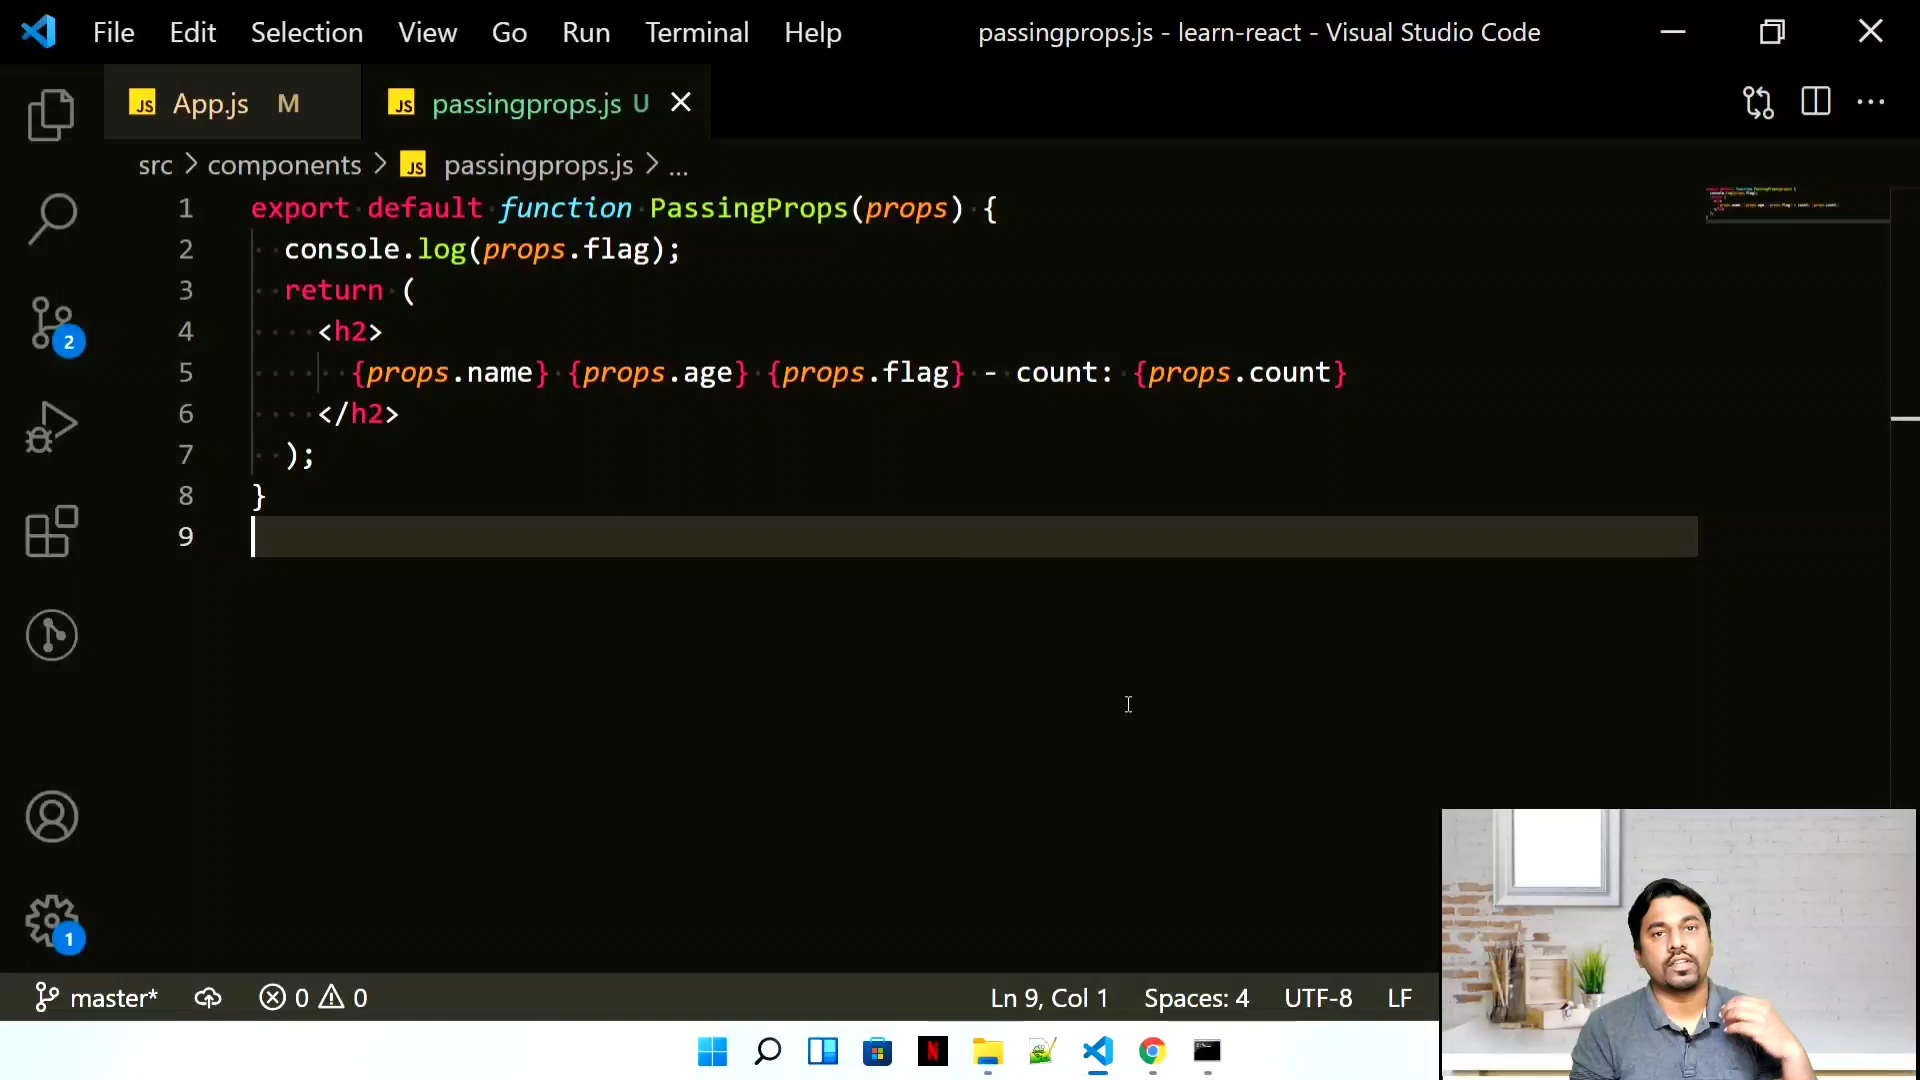 File Edit Selection View Go Run Terminal Help passingprops.js - learn-react - Visual Studio Code
JS App.js M JS passingprops.js U
src > components > JS passingprops.js > ...
1 export default function PassingProps(props) {
2 console.log(props.flag);
3 return (
4 <h2>
5 {props.name} {props.age} {props.flag} - count: {props.count}
6 </h2>
7 );
8 }
9
2
1
master* 0 0 Ln 9, Col 1 Spaces: 4 UTF-8 LF
N